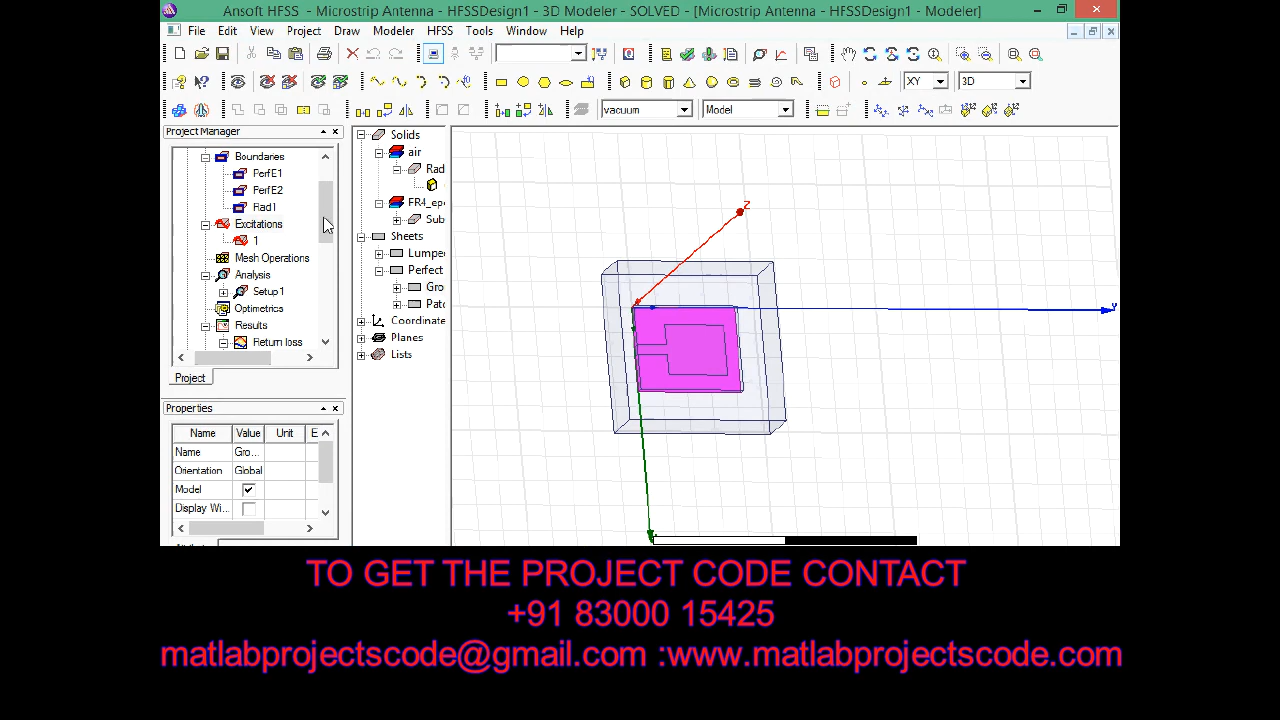 Ansoft HFSS - Microstrip Antenna - HFSSDesign1 - 3D Modeler - SOLVED - [Microstrip Antenna - HFSSDesign1 - Modeler]
File Edit View Project Draw Modeler HFSS Tools Window Help
XY 3D
vacuum Model
Project Manager
Boundaries
PerfE1
PerfE2
Rad1
Excitations
1
Mesh Operations
Analysis
Setup1
Optimetrics
Results
Return loss
Project
Properties
Name Value Unit E
Name Gro...
Orientation Global
Model
Display Wi...
Solids
air
Rad
FR4_epo
Sub
Sheets
Lumpe
Perfect
Gro
Patc
Coordinate
Planes
Lists
Z
Y
TO GET THE PROJECT CODE CONTACT
+91 83000 15425
matlabprojectscode@gmail.com :www.matlabprojectscode.com